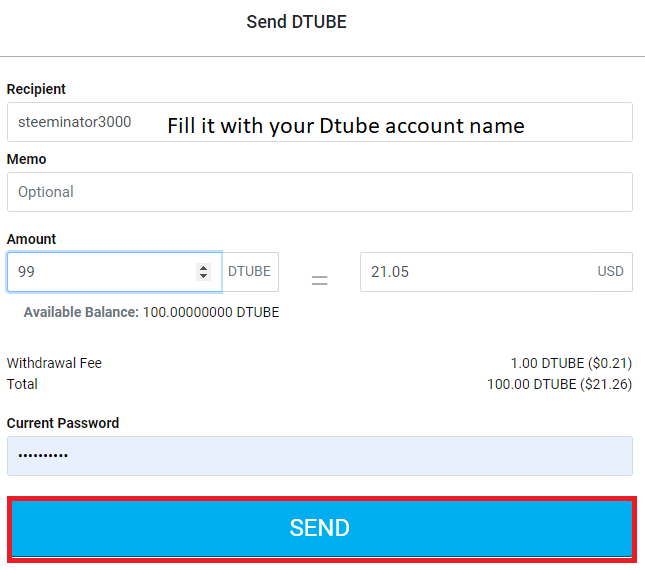 Send DTUBE
Recipient
steeminator3000 Fill it with your Dtube account name
Memo
Optional
Amount
99 DTUBE = 21.05 USD
Available Balance: 100.00000000 DTUBE
Withdrawal Fee 1.00 DTUBE ($0.21)
Total 100.00 DTUBE ($21.26)
Current Password
••••••••••
SEND